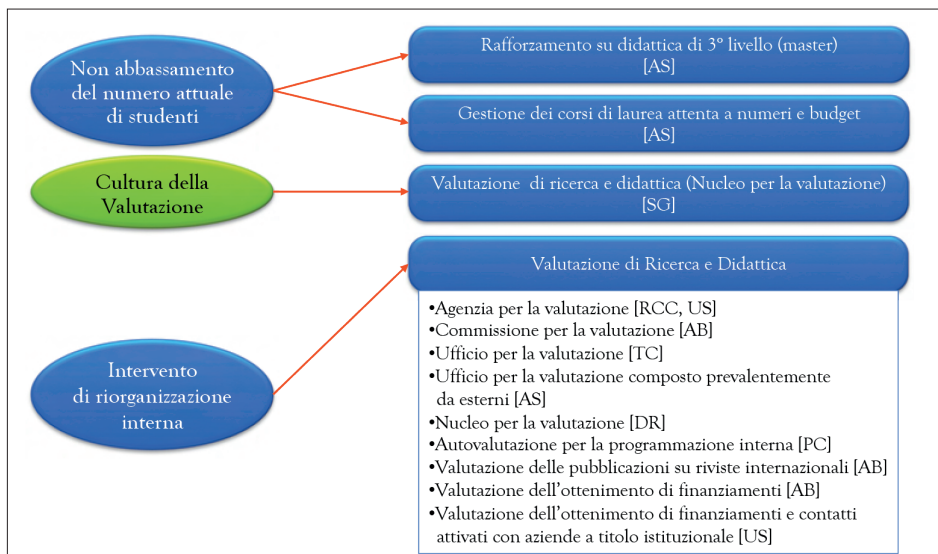 Non abbassamento
del numero attuale
di studenti
Rafforzamento su didattica di 3° livello (master)
[AS]
Gestione dei corsi di laurea attenta a numeri e budget
[AS]
Cultura della
Valutazione
Valutazione di ricerca e didattica (Nucleo per la valutazione)
[SG]
Intervento
di riorganizzazione
interna
Valutazione di Ricerca e Didattica
•Agenzia per la valutazione [RCC, US]
•Commissione per la valutazione [AB]
•Ufficio per la valutazione [TC]
•Ufficio per la valutazione composto prevalentemente
da esterni [AS]
•Nucleo per la valutazione [DR]
•Autovalutazione per la programmazione interna [PC]
•Valutazione delle pubblicazioni su riviste internazionali [AB]
•Valutazione dell'ottenimento di finanziamenti [AB]
•Valutazione dell'ottenimento di finanziamenti e contatti
attivati con aziende a titolo istituzionale [US]